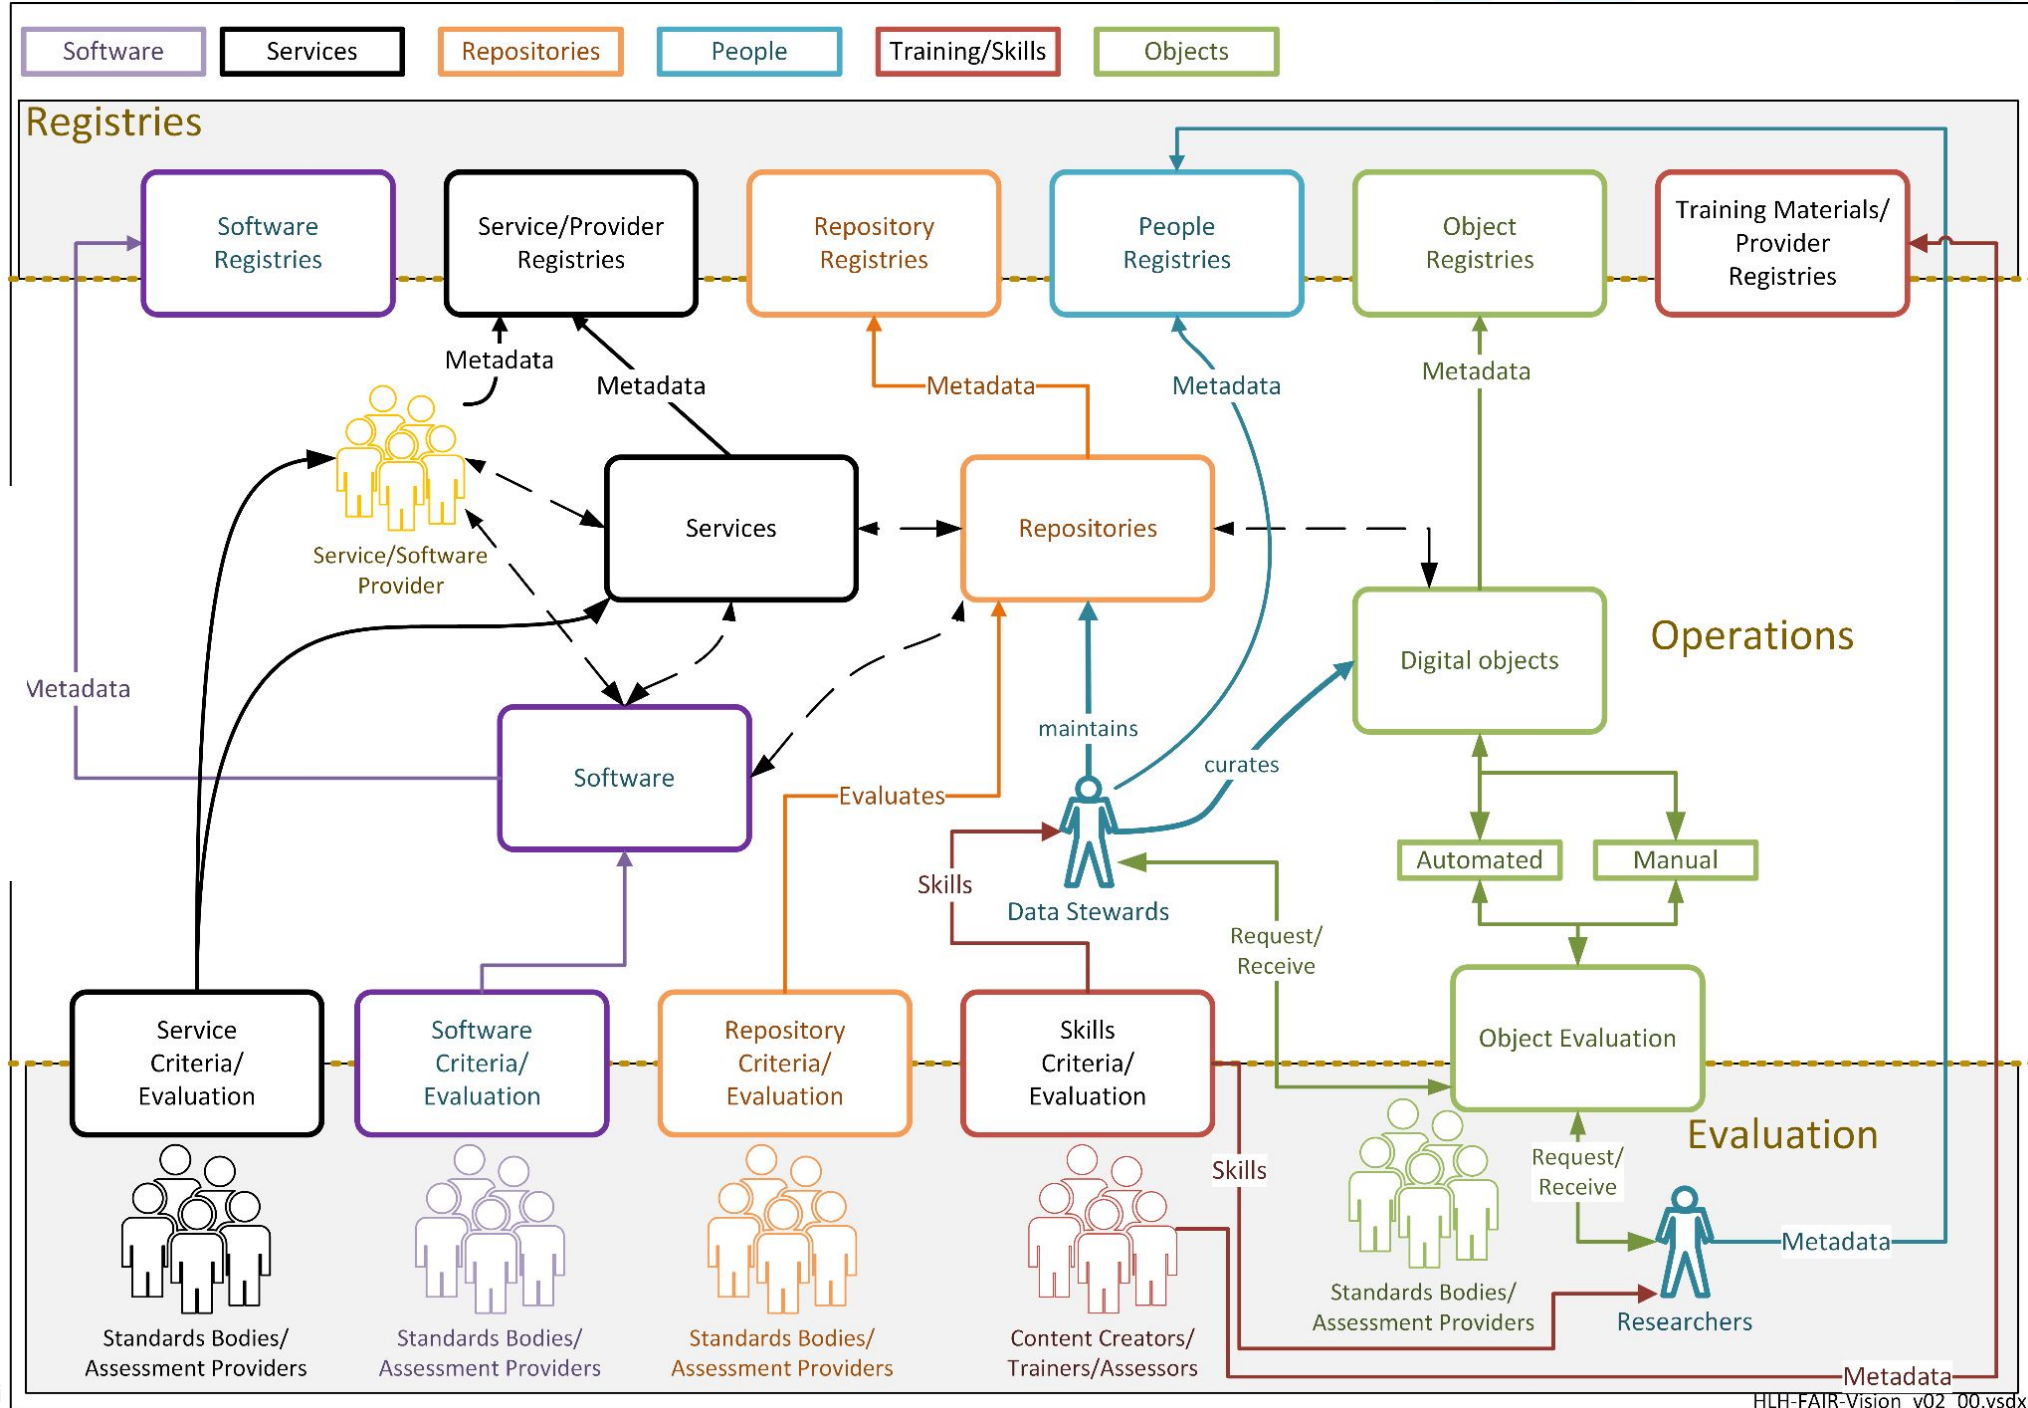 Software
Services
Repositories
People
Training/Skills
Objects
Registries
Software
Registries
Service/Provider
Registries
Repository
Registries
People
Registries
Object
Registries
Training Materials/
Provider
Registries
Metadata
Metadata
Metadata
Metadata
Metadata
Services
Repositories
Service/Software
Provider
Operations
Digital objects
Metadata
maintains
curates
Software
Evaluates
Automated
Manual
Skills
Data Stewards
Request/
Receive
Service
Criteria/
Evaluation
Software
Criteria/
Evaluation
Repository
Criteria/
Evaluation
Skills
Criteria/
Evaluation
Object Evaluation
Evaluation
Skills
Request/
Receive
Metadata
Standards Bodies/
Assessment Providers
Researchers
Standards Bodies/
Assessment Providers
Standards Bodies/
Assessment Providers
Standards Bodies/
Assessment Providers
Content Creators/
Trainers/Assessors
Metadata
HLH-FAIR-Vision_v02_00.vsdx